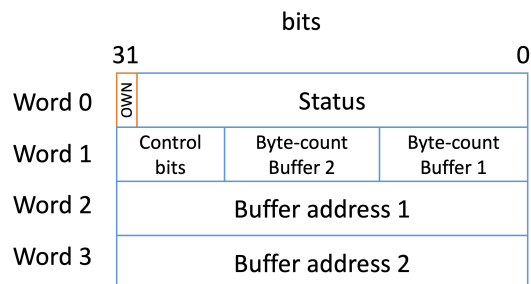 bits
31 0
Word 0 OWN Status
Word 1 Control bits Byte-count Buffer 2 Byte-count Buffer 1
Word 2 Buffer address 1
Word 3 Buffer address 2